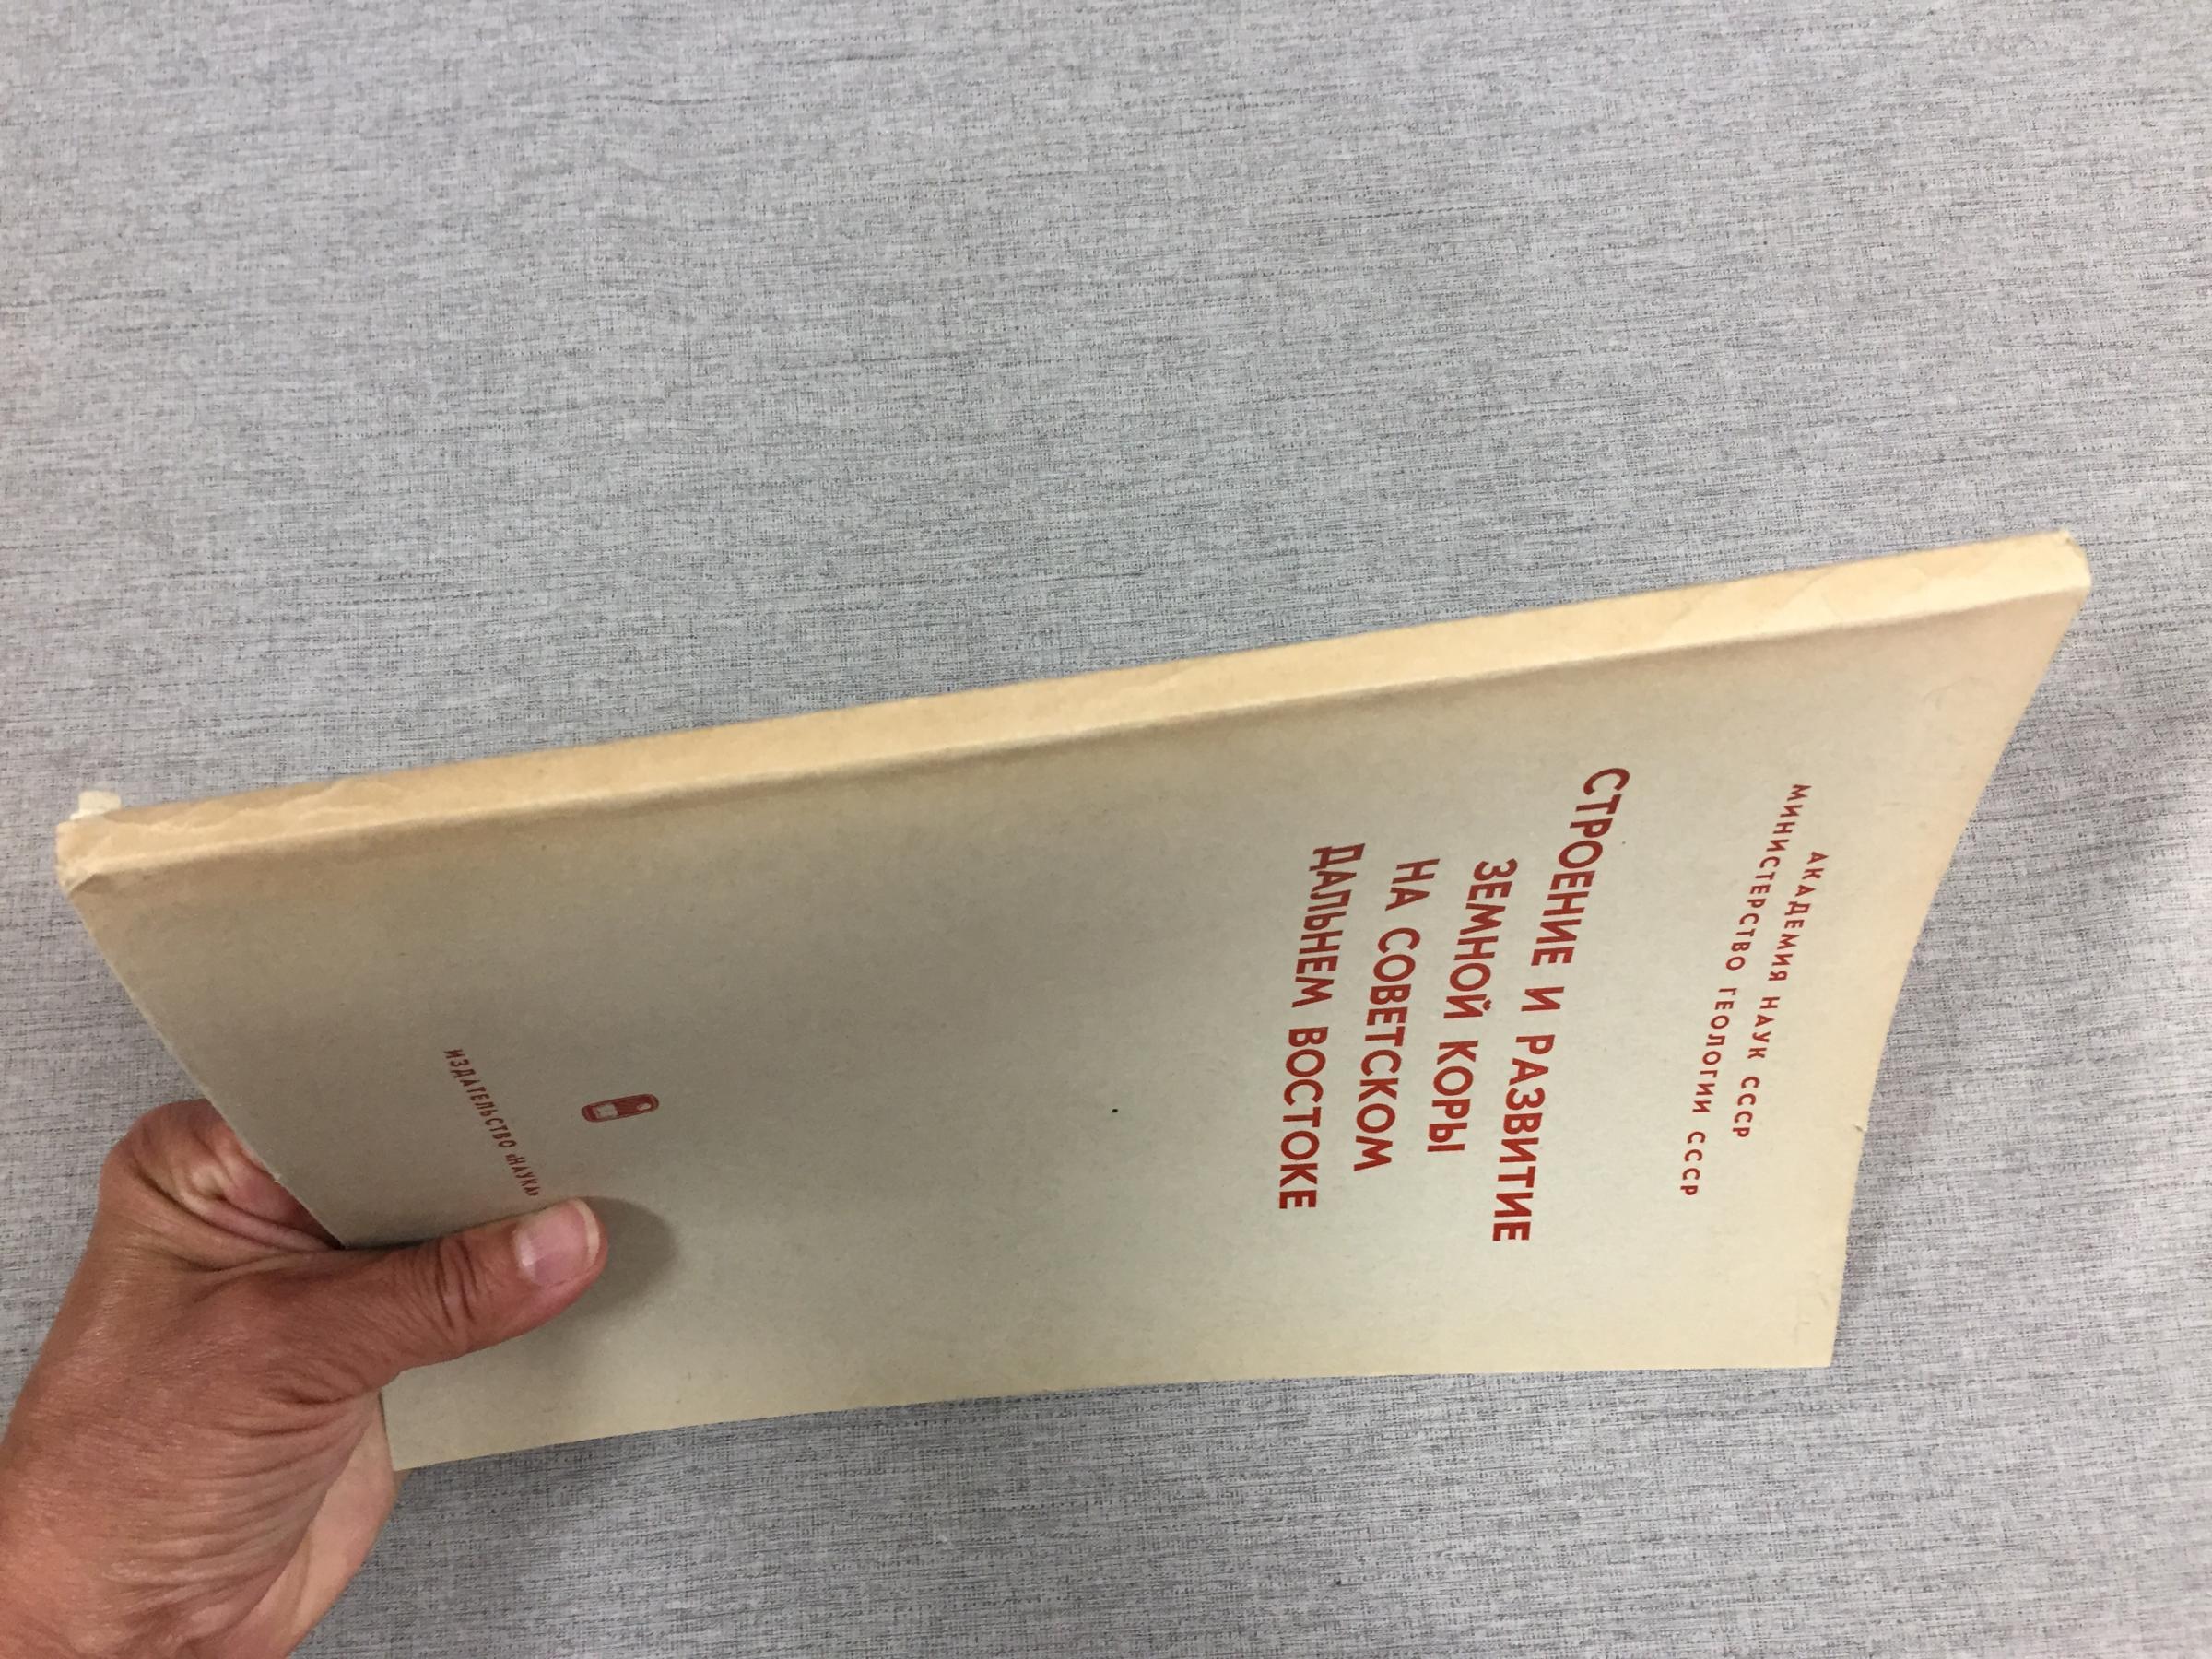 АКАДЕМИЯ НАУК СССР
МИНИСТЕРСТВО ГЕОЛОГИИ СССР
СТРОЕНИЕ И РАЗВИТИЕ
ЗЕМНОЙ КОРЫ
НА СОВЕТСКОМ
ДАЛЬНЕМ ВОСТОКЕ
ИЗДАТЕЛЬСТВО «НАУКА»